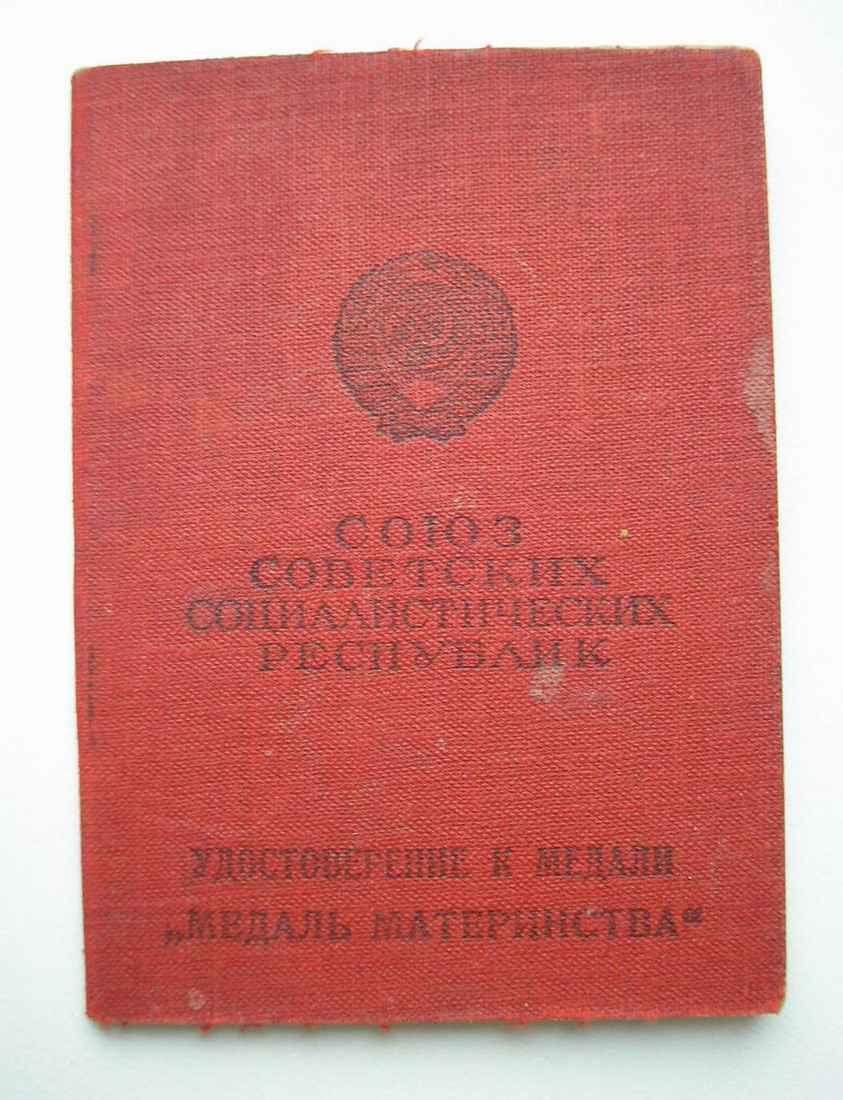 СОЮЗ
СОВЕТСКИХ
СОЦИАЛИСТИЧЕСКИХ
РЕСПУБЛИК
УДОСТОВЕРЕНИЕ К МЕДАЛИ
„МЕДАЛЬ МАТЕРИНСТВА“